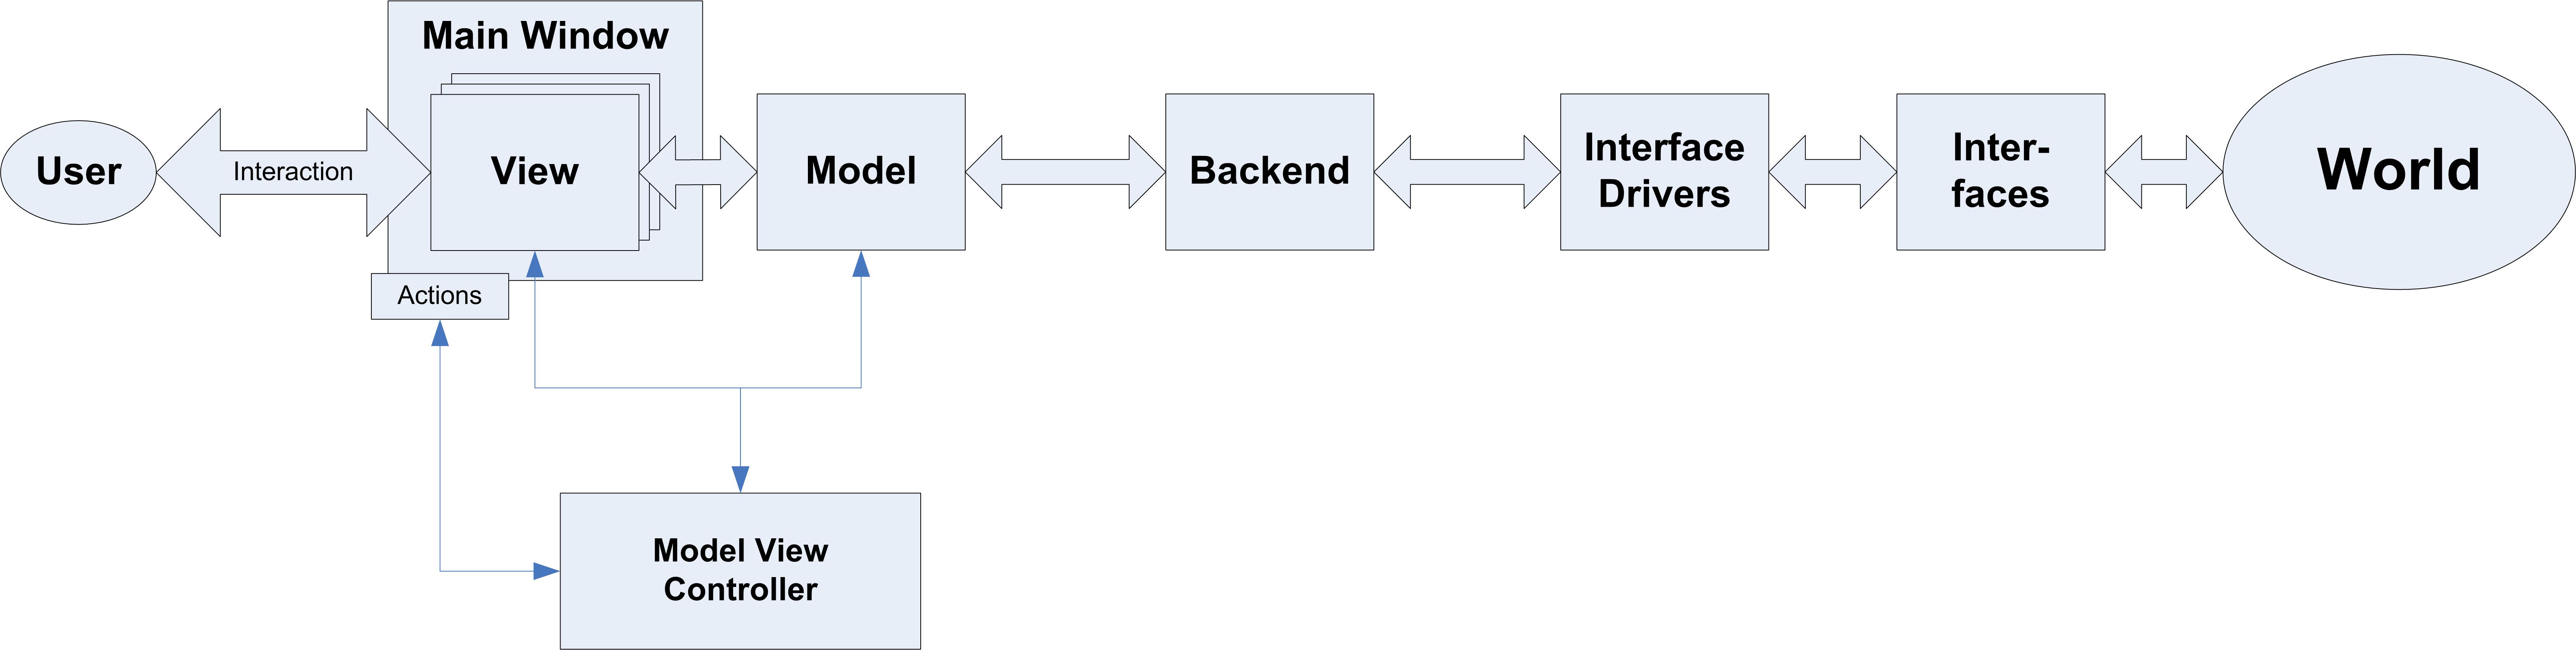 Main Window
User
Interaction
View
Model
Backend
Interface
Drivers
Inter-
faces
World
Actions
Model View
Controller